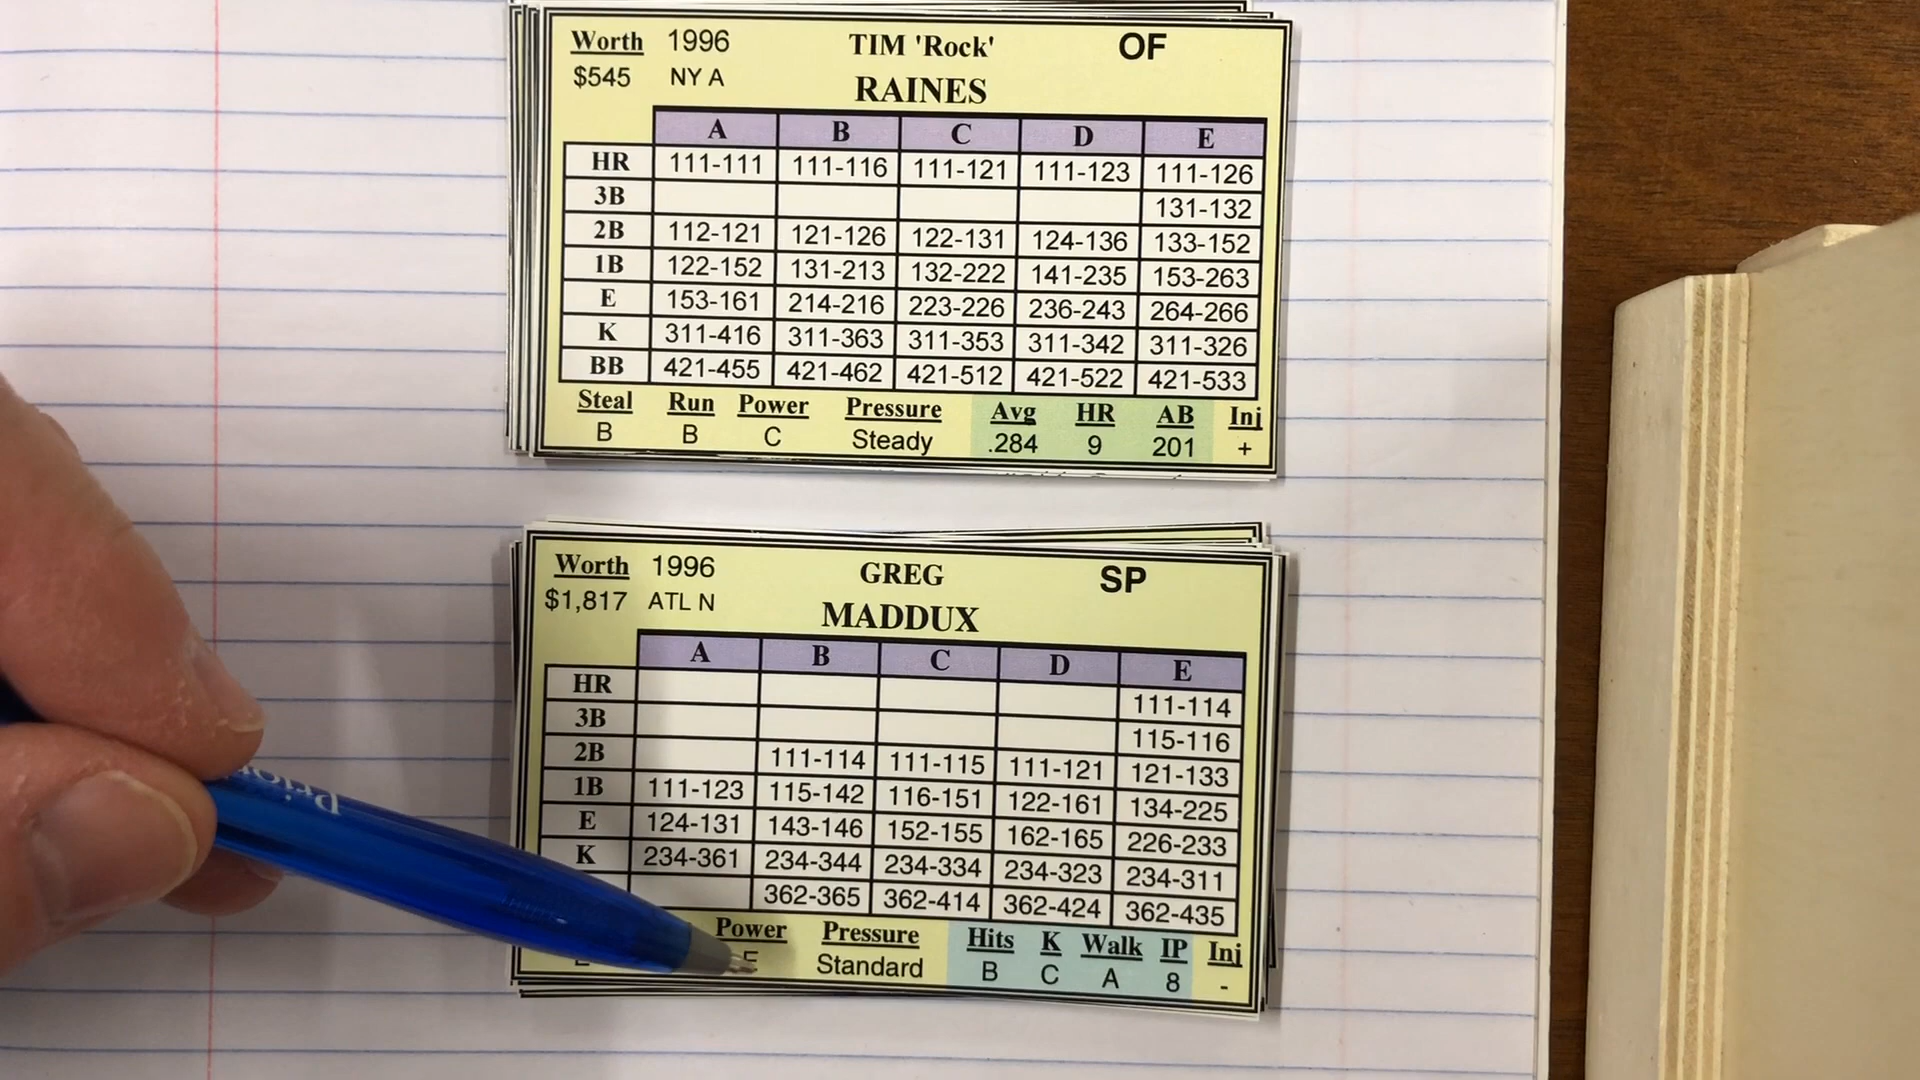 Worth 1996 TIM 'Rock' OF
$545 NY A RAINES
A B C D E
HR 111-111 111-116 111-121 111-123 111-126
3B 131-132
2B 112-121 121-126 122-131 124-136 133-152
1B 122-152 131-213 132-222 141-235 153-263
E 153-161 214-216 223-226 236-243 264-266
K 311-416 311-363 311-353 311-342 311-326
BB 421-455 421-462 421-512 421-522 421-533
Steal Run Power Pressure Avg HR AB Inj
B B C Steady .284 9 201 +
Worth 1996 GREG SP
$1,817 ATL N MADDUX
A B C D E
HR 111-114
3B 115-116
2B 111-114 111-115 111-121 121-133
1B 111-123 115-142 116-151 122-161 134-225
E 124-131 143-146 152-155 162-165 226-233
K 234-361 234-344 234-334 234-323 234-311
362-365 362-414 362-424 362-435
Power Pressure Hits K Walk IP Inj
Standard B C A 8 -